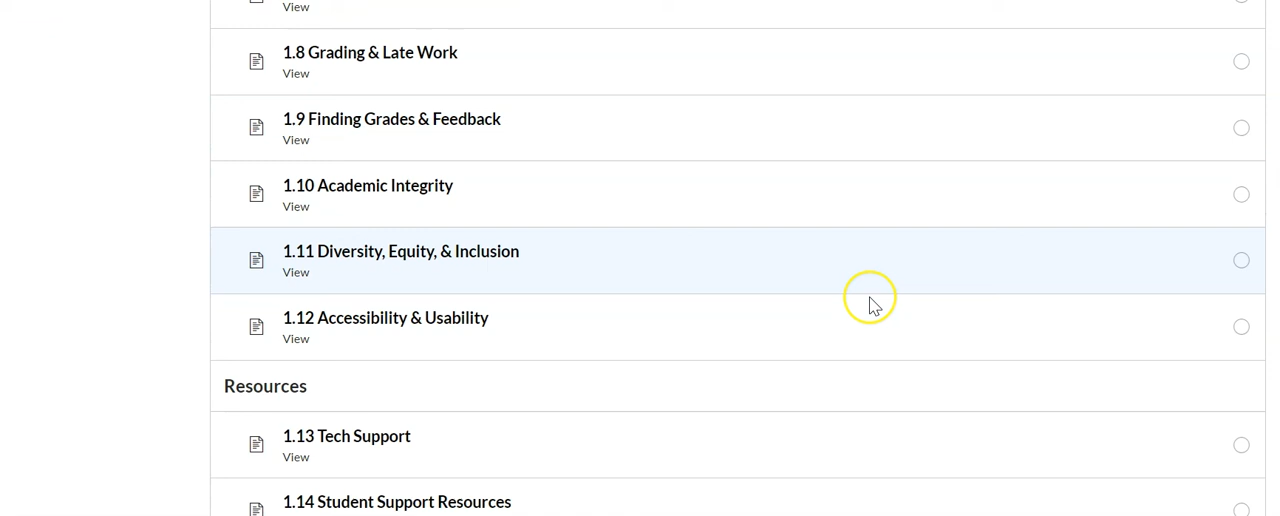 View
1.8 Grading & Late Work
View
1.9 Finding Grades & Feedback
View
1.10 Academic Integrity
View
1.11 Diversity, Equity, & Inclusion
View
1.12 Accessibility & Usability
View
Resources
1.13 Tech Support
View
1.14 Student Support Resources